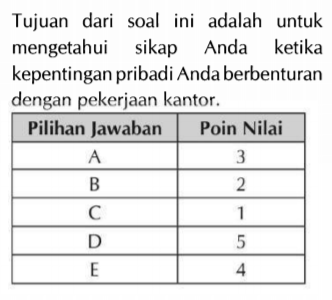 Tujuan dari soal ini adalah untuk
mengetahui sikap Anda ketika
kepentingan pribadi Anda berbenturan
dengan pekerjaan kantor.
Pilihan Jawaban Poin Nilai
A 3
B 2
C 1
D 5
E 4